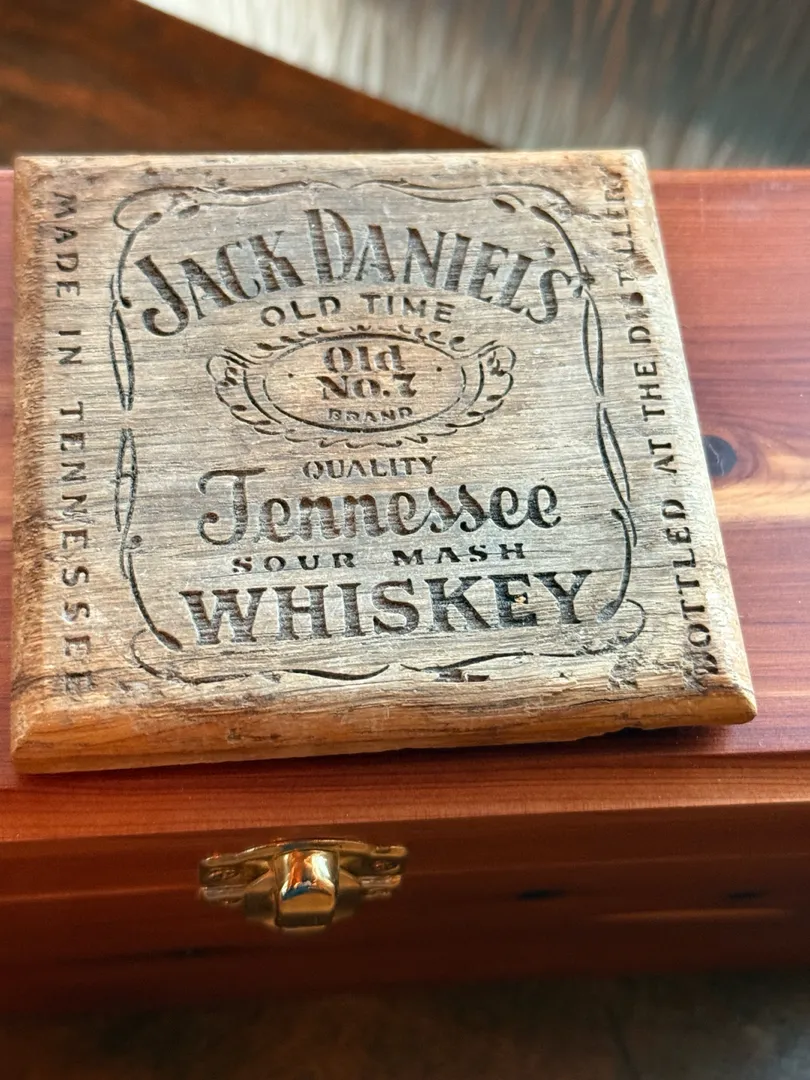 MADE IN TENNESSEE
JACK DANIEL'S
OLD TIME
Old
No.7
BRAND
QUALITY
Tennessee
SOUR MASH
WHISKEY
BOTTLED AT THE DISTILLERY